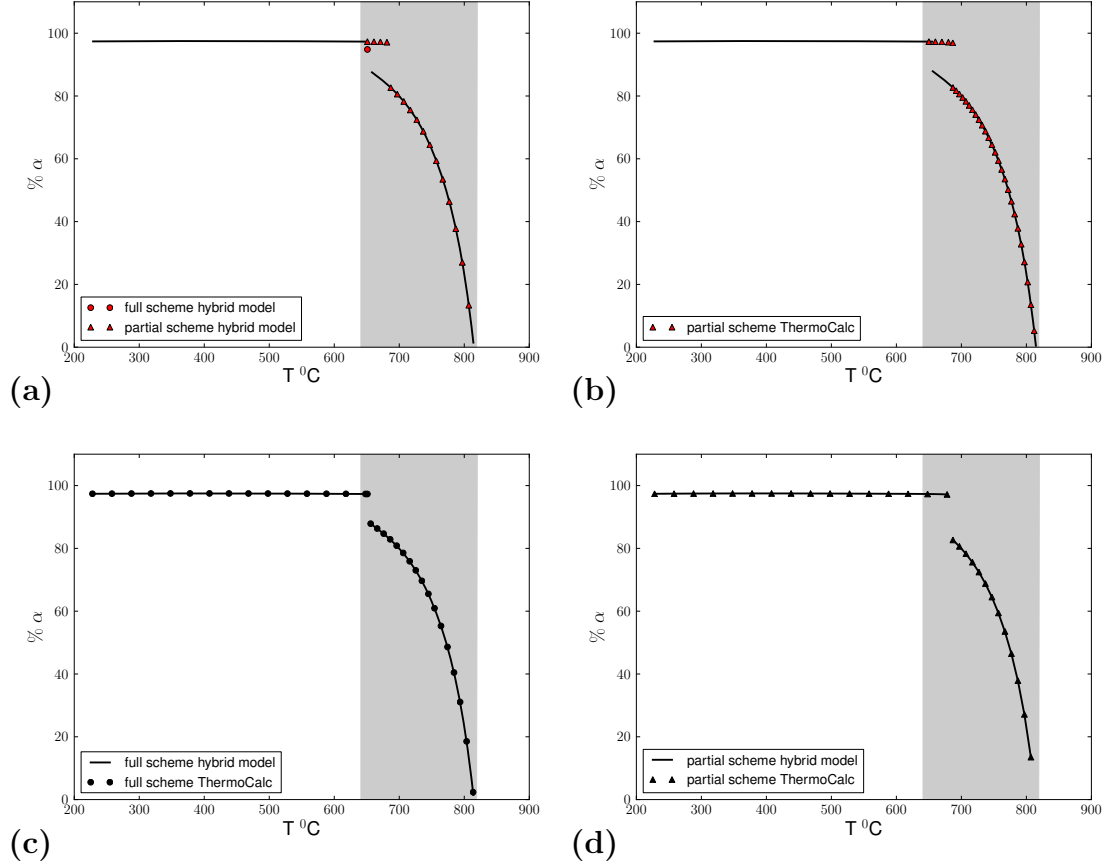 100
80
60
40
20
0
% α
full scheme hybrid model
partial scheme hybrid model
200 300 400 500 600 700 800 900
T ⁰C
(a)
100
80
60
40
20
0
% α
partial scheme ThermoCalc
200 300 400 500 600 700 800 900
T ⁰C
(b)
100
80
60
40
20
0
% α
full scheme hybrid model
full scheme ThermoCalc
200 300 400 500 600 700 800 900
T ⁰C
(c)
100
80
60
40
20
0
% α
partial scheme hybrid model
partial scheme ThermoCalc
200 300 400 500 600 700 800 900
T ⁰C
(d)